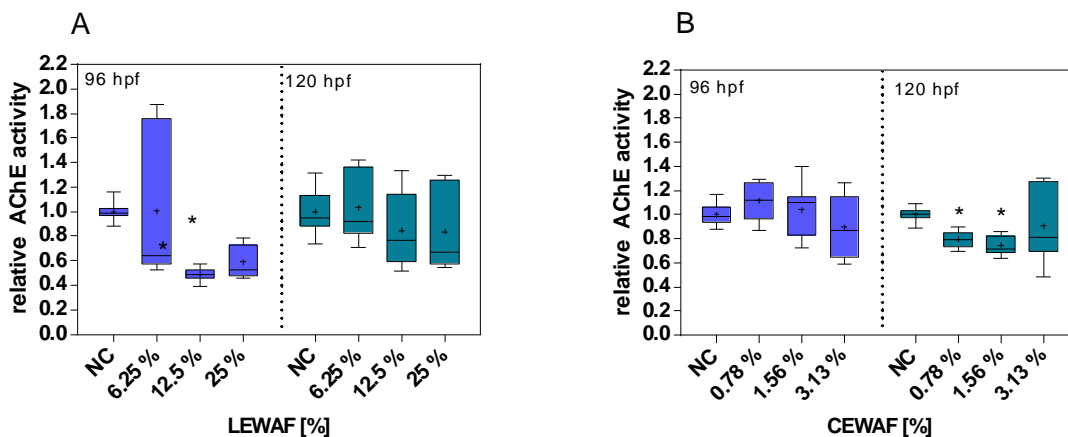 A
relative AChE activity
2.2
2.0
1.8
1.6
1.4
1.2
1.0
0.8
0.6
0.4
0.2
0.0
96 hpf
120 hpf
*
*
NC
6.25 %
12.5 %
25 %
NC
6.25 %
12.5 %
25 %
LEWAF [%]
B
relative AChE activity
2.2
2.0
1.8
1.6
1.4
1.2
1.0
0.8
0.6
0.4
0.2
0.0
96 hpf
120 hpf
*
*
NC
0.78 %
1.56 %
3.13 %
NC
0.78 %
1.56 %
3.13 %
CEWAF [%]